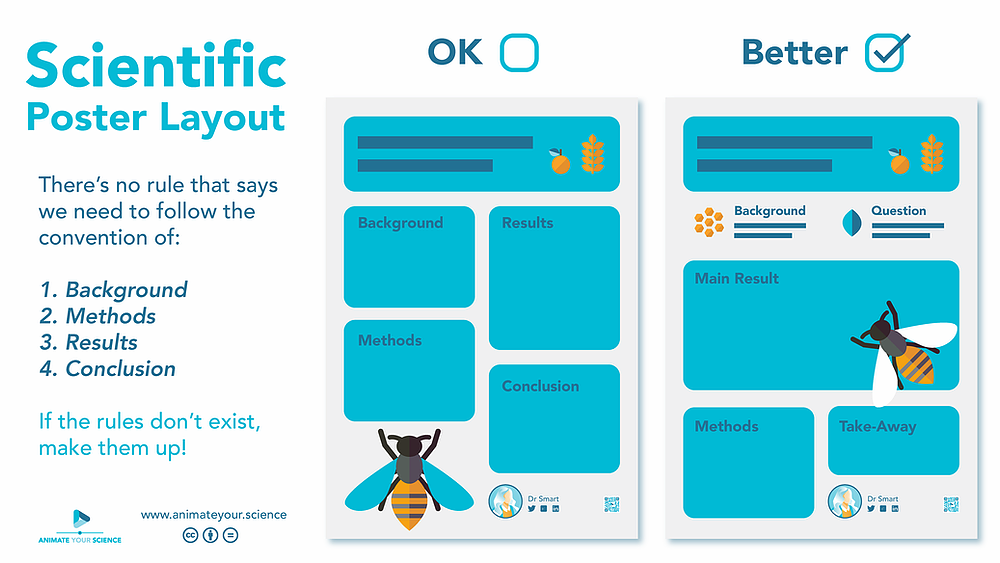 Scientific
Poster Layout
There's no rule that says
we need to follow the
convention of:
1. Background
2. Methods
3. Results
4. Conclusion
If the rules don't exist,
make them up!
ANIMATE YOUR SCIENCE
www.animateyour.science
cc
OK
Background
Results
Methods
Conclusion
Dr Smart
Better
Background
Question
Main Result
Methods
Take-Away
Dr Smart